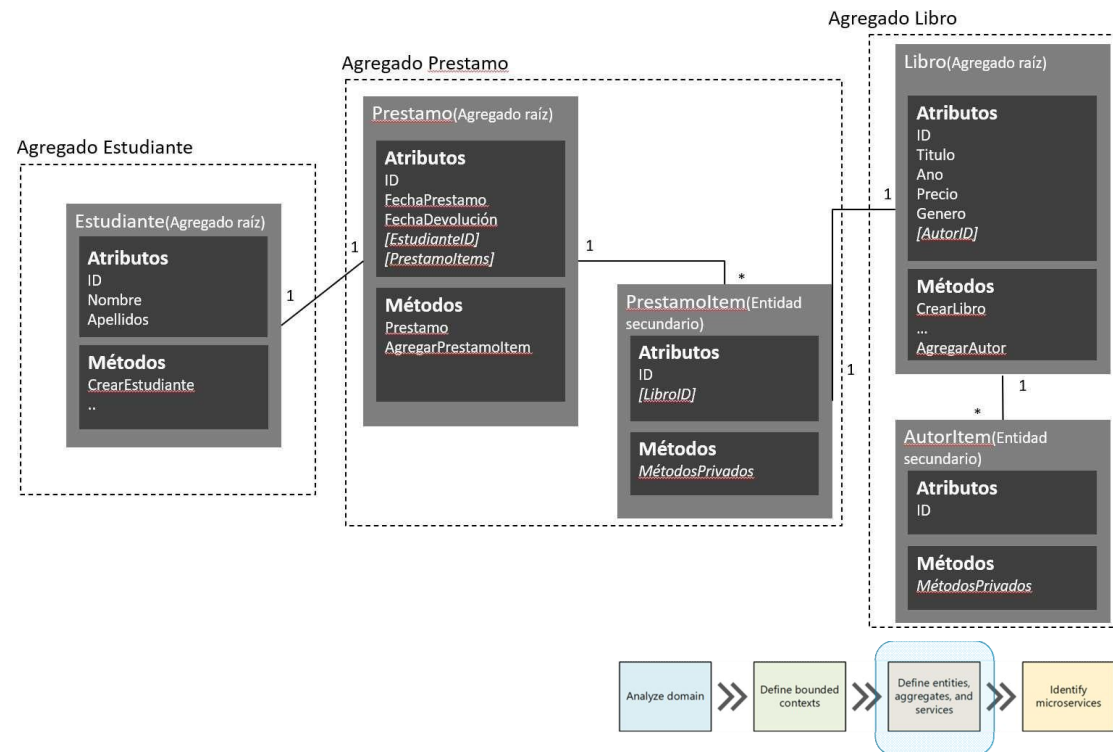 Agregado Estudiante
Estudiante(Agregado raíz)
Atributos
ID
Nombre
Apellidos
Métodos
CrearEstudiante
..
1
1
Agregado Prestamo
Prestamo(Agregado raíz)
Atributos
ID
FechaPrestamo
FechaDevolución
[EstudianteID]
[PrestamoItems]
Métodos
Prestamo
AgregarPrestamoItem
1
*
PrestamoItem(Entidad
secundario)
Atributos
ID
[LibroID]
Métodos
MétodosPrivados
1
1
Agregado Libro
Libro(Agregado raíz)
Atributos
ID
Titulo
Ano
Precio
Genero
[AutorID]
Métodos
CrearLibro
...
AgregarAutor
1
*
AutorItem(Entidad
secundario)
Atributos
ID
Métodos
MétodosPrivados
Analyze domain
Define bounded
contexts
Define entities,
aggregates, and
services
Identify
microservices